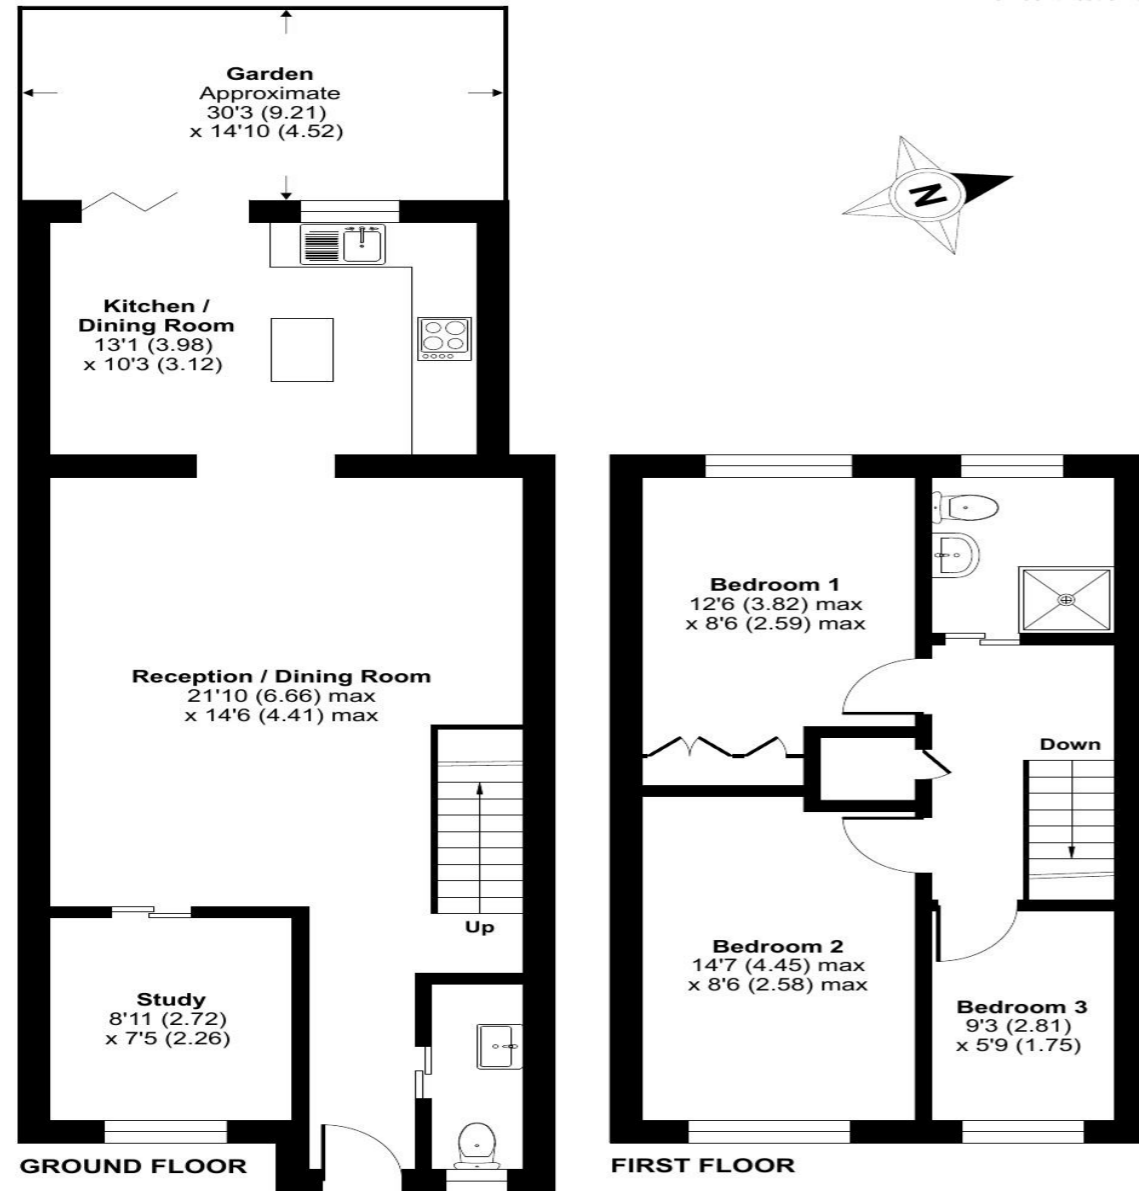 Garden
Approximate
30'3 (9.21)
x 14'10 (4.52)
N
Kitchen /
Dining Room
13'1 (3.98)
x 10'3 (3.12)
Reception / Dining Room
21'10 (6.66) max
x 14'6 (4.41) max
Up
Study
8'11 (2.72)
x 7'5 (2.26)
GROUND FLOOR
Bedroom 1
12'6 (3.82) max
x 8'6 (2.59) max
Down
Bedroom 2
14'7 (4.45) max
x 8'6 (2.58) max
Bedroom 3
9'3 (2.81)
x 5'9 (1.75)
FIRST FLOOR